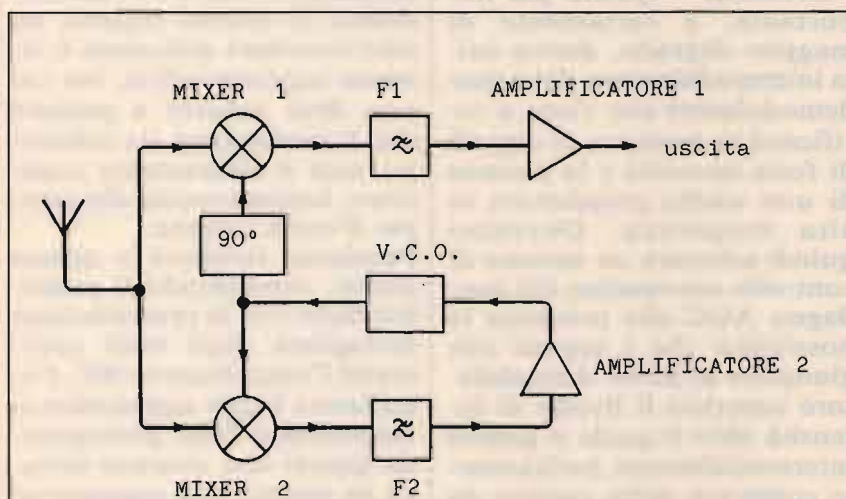 MIXER 1
F1
AMPLIFICATORE 1
uscita
90°
V.C.O.
AMPLIFICATORE 2
MIXER 2
F2